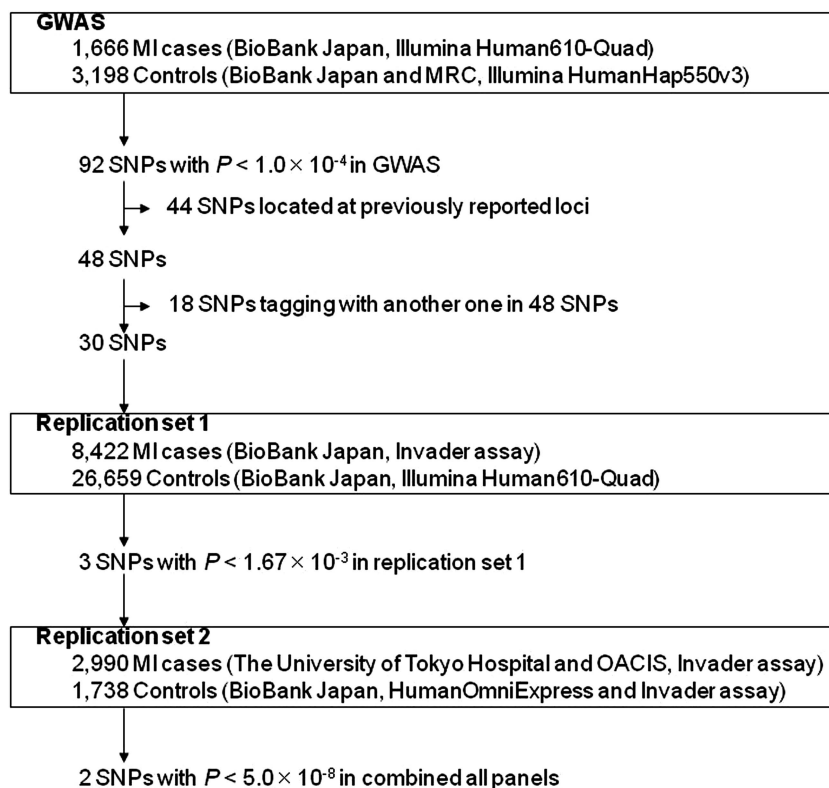 GWAS
1,666 MI cases (BioBank Japan, Illumina Human610-Quad)
3,198 Controls (BioBank Japan and MRC, Illumina HumanHap550v3)
92 SNPs with P < 1.0 × 10⁻⁴ in GWAS
44 SNPs located at previously reported loci
48 SNPs
18 SNPs tagging with another one in 48 SNPs
30 SNPs
Replication set 1
8,422 MI cases (BioBank Japan, Invader assay)
26,659 Controls (BioBank Japan, Illumina Human610-Quad)
3 SNPs with P < 1.67 × 10⁻³ in replication set 1
Replication set 2
2,990 MI cases (The University of Tokyo Hospital and OACIS, Invader assay)
1,738 Controls (BioBank Japan, HumanOmniExpress and Invader assay)
2 SNPs with P < 5.0 × 10⁻⁸ in combined all panels